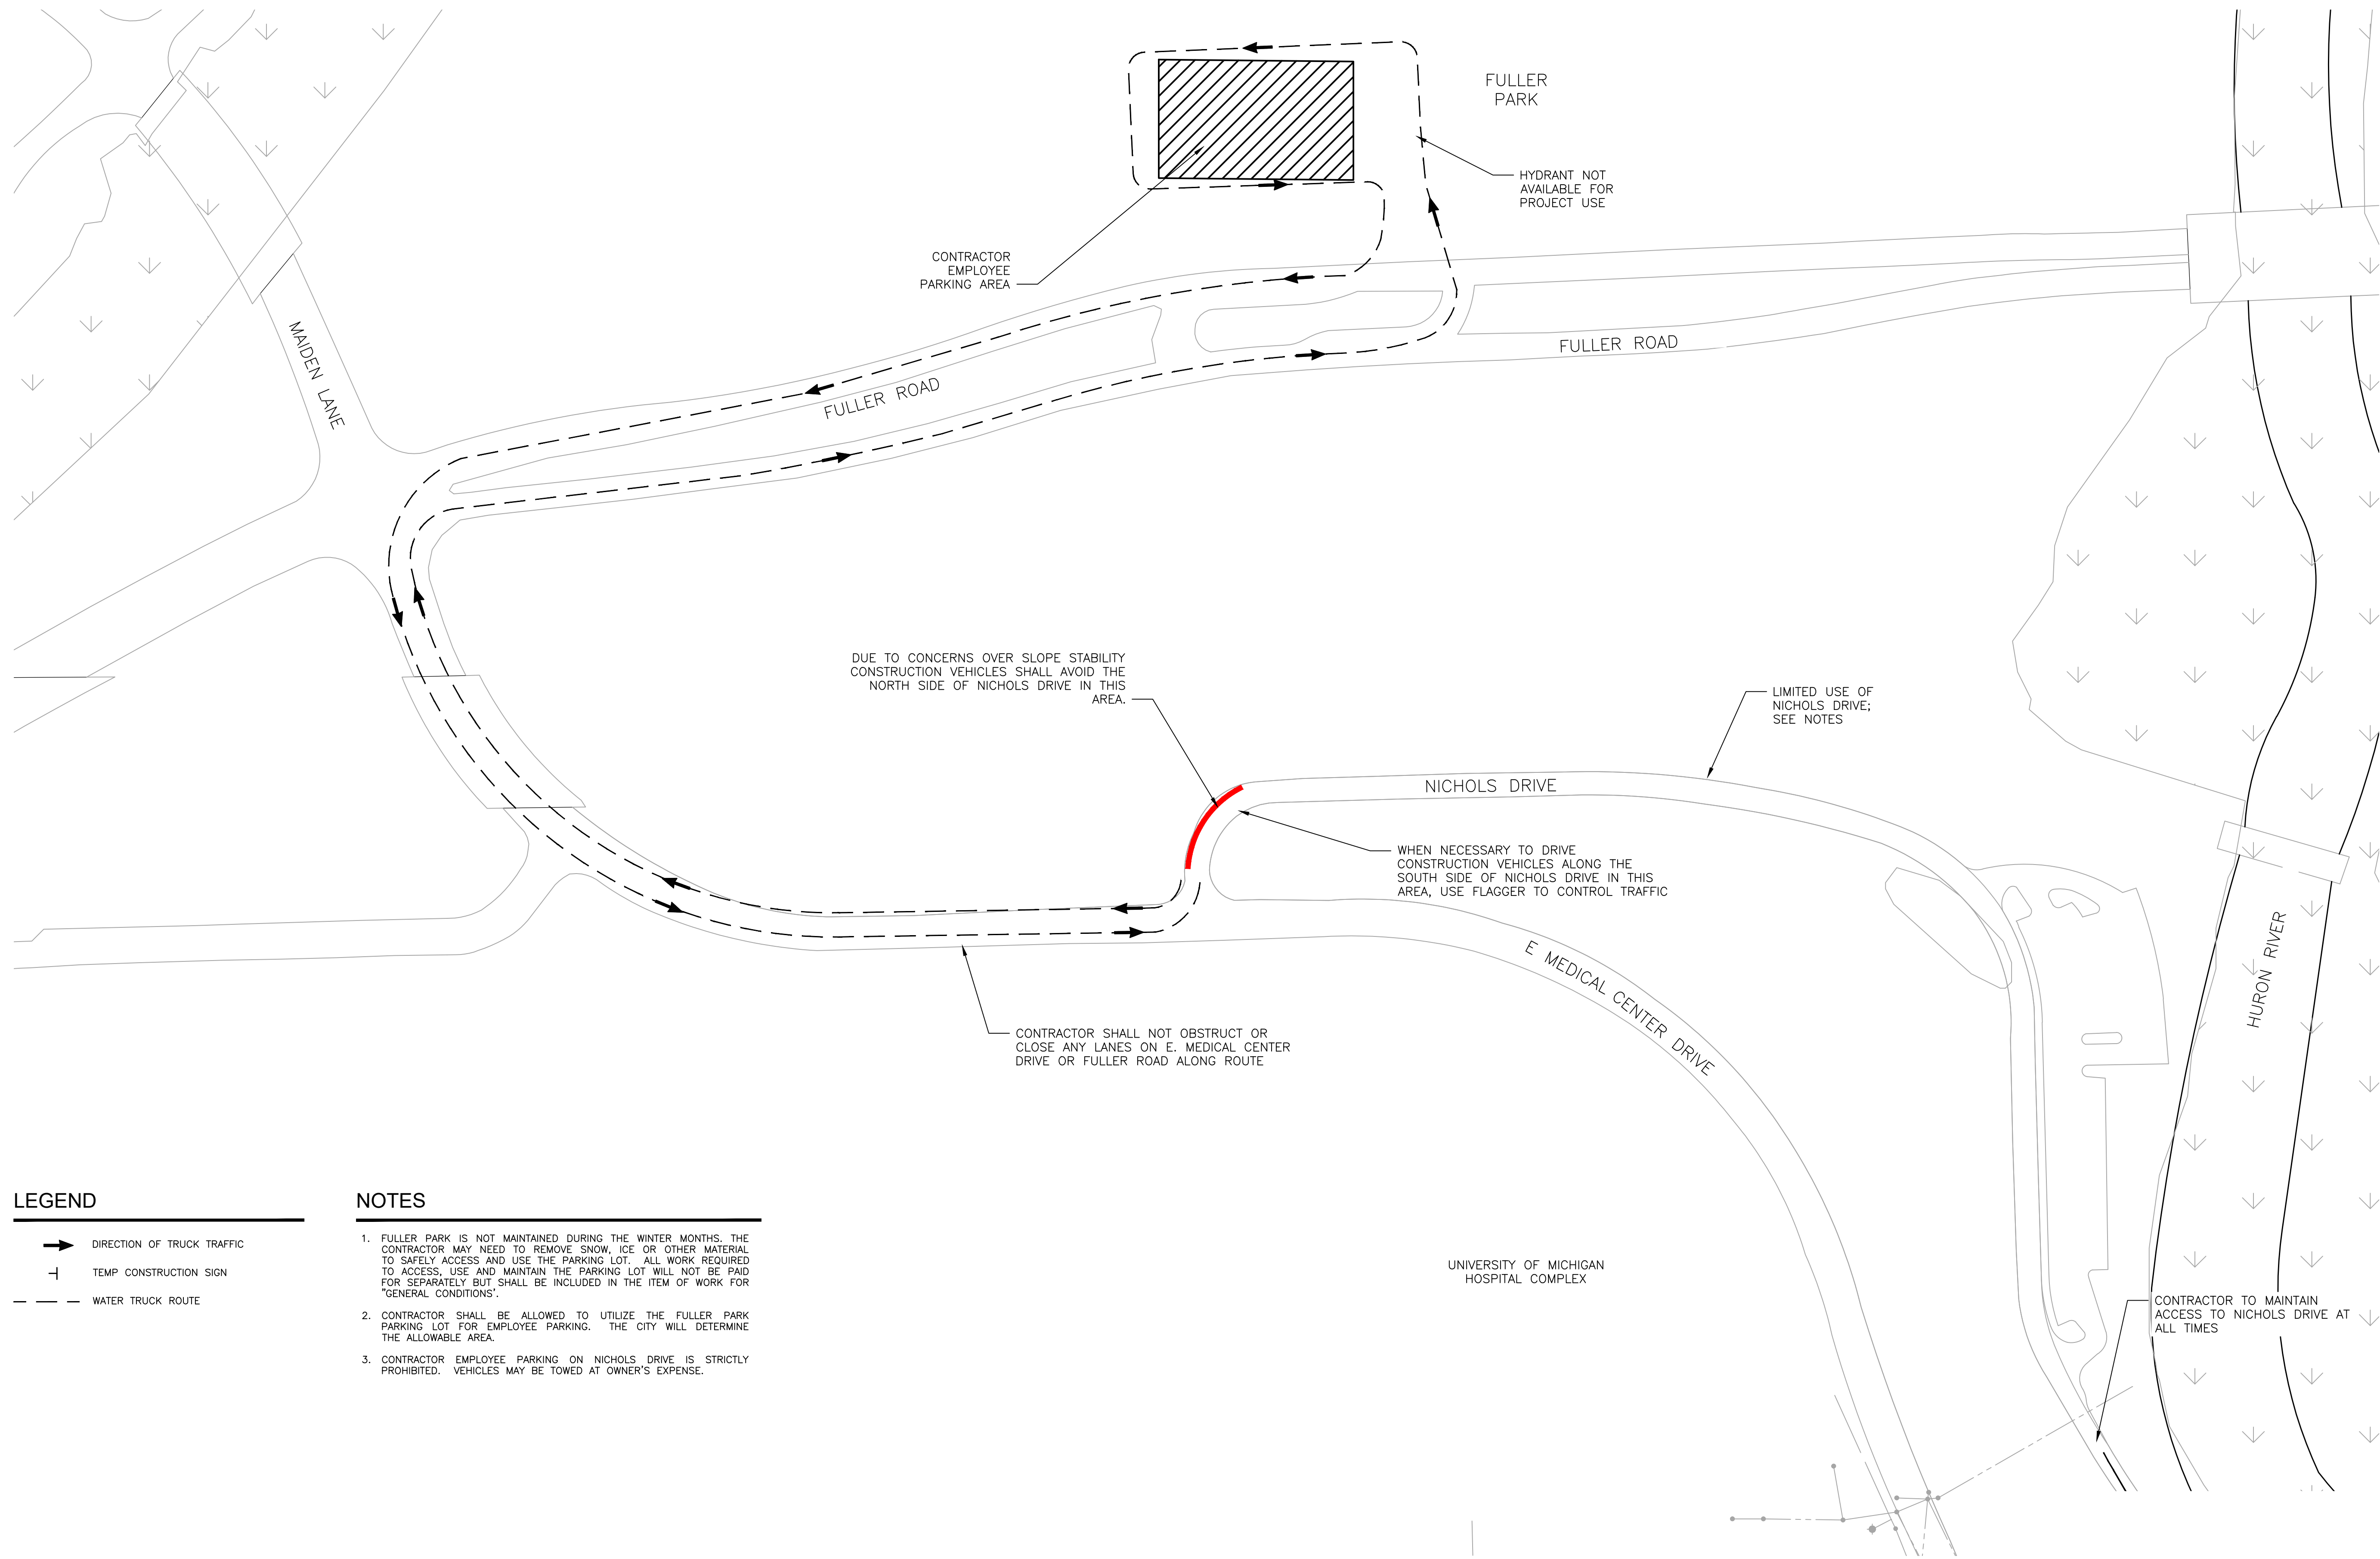 FULLER
PARK
HYDRANT NOT
AVAILABLE FOR
PROJECT USE
CONTRACTOR
EMPLOYEE
PARKING AREA
MAIDEN LANE
FULLER ROAD
FULLER ROAD
DUE TO CONCERNS OVER SLOPE STABILITY
CONSTRUCTION VEHICLES SHALL AVOID THE
NORTH SIDE OF NICHOLS DRIVE IN THIS
AREA.
LIMITED USE OF
NICHOLS DRIVE;
SEE NOTES
NICHOLS DRIVE
WHEN NECESSARY TO DRIVE
CONSTRUCTION VEHICLES ALONG THE
SOUTH SIDE OF NICHOLS DRIVE IN THIS
AREA, USE FLAGGER TO CONTROL TRAFFIC
HURON RIVER
E MEDICAL CENTER DRIVE
CONTRACTOR SHALL NOT OBSTRUCT OR
CLOSE ANY LANES ON E. MEDICAL CENTER
DRIVE OR FULLER ROAD ALONG ROUTE
LEGEND
DIRECTION OF TRUCK TRAFFIC
TEMP CONSTRUCTION SIGN
WATER TRUCK ROUTE
NOTES
1. FULLER PARK IS NOT MAINTAINED DURING THE WINTER MONTHS. THE
CONTRACTOR MAY NEED TO REMOVE SNOW, ICE OR OTHER MATERIAL
TO SAFELY ACCESS AND USE THE PARKING LOT. ALL WORK REQUIRED
TO ACCESS, USE AND MAINTAIN THE PARKING LOT WILL NOT BE PAID
FOR SEPARATELY BUT SHALL BE INCLUDED IN THE ITEM OF WORK FOR
"GENERAL CONDITIONS'.
2. CONTRACTOR SHALL BE ALLOWED TO UTILIZE THE FULLER PARK
PARKING LOT FOR EMPLOYEE PARKING. THE CITY WILL DETERMINE
THE ALLOWABLE AREA.
3. CONTRACTOR EMPLOYEE PARKING ON NICHOLS DRIVE IS STRICTLY
PROHIBITED. VEHICLES MAY BE TOWED AT OWNER'S EXPENSE.
UNIVERSITY OF MICHIGAN
HOSPITAL COMPLEX
CONTRACTOR TO MAINTAIN
ACCESS TO NICHOLS DRIVE AT
ALL TIMES